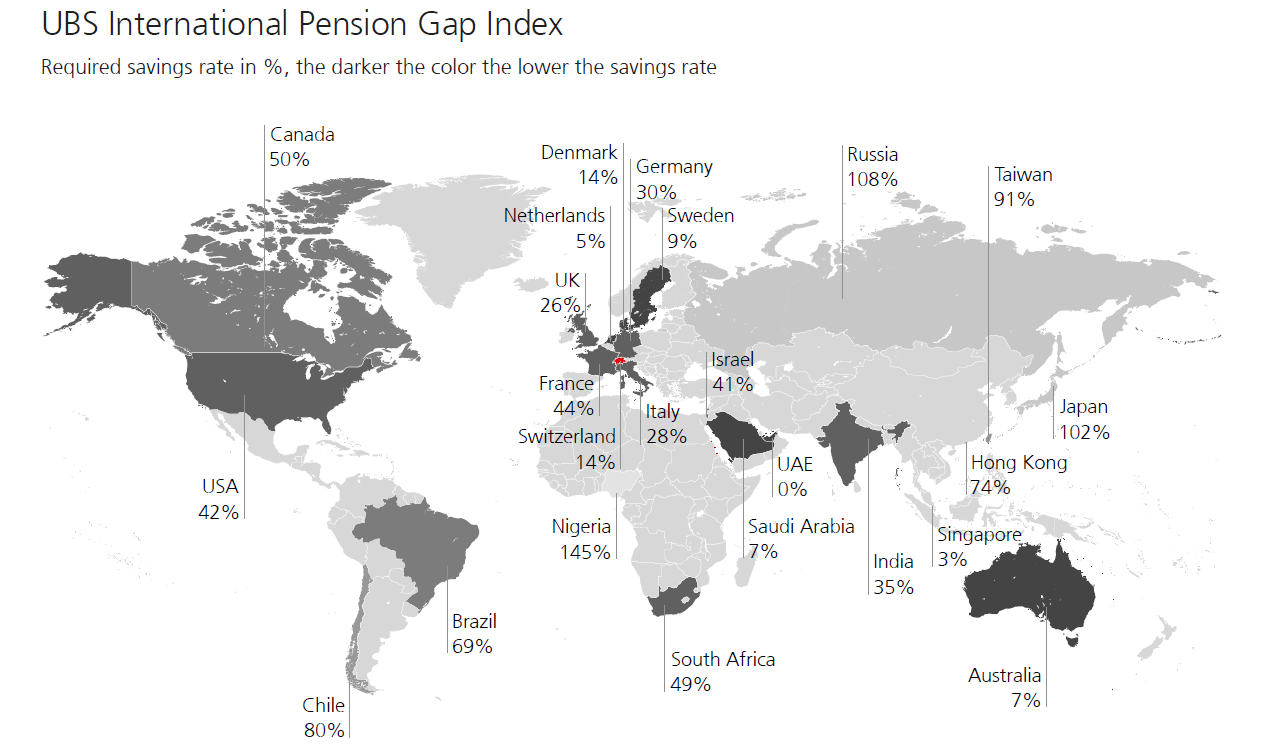 UBS International Pension Gap Index
Required savings rate in %, the darker the color the lower the savings rate
Canada
50%
Denmark
14%
Germany
30%
Russia
108%
Taiwan
91%
Netherlands
5%
Sweden
9%
UK
26%
Israel
41%
France
44%
Italy
28%
Switzerland
14%
Japan
102%
UAE
0%
Hong Kong
74%
USA
42%
Nigeria
145%
Saudi Arabia
7%
Singapore
3%
India
35%
Brazil
69%
South Africa
49%
Australia
7%
Chile
80%